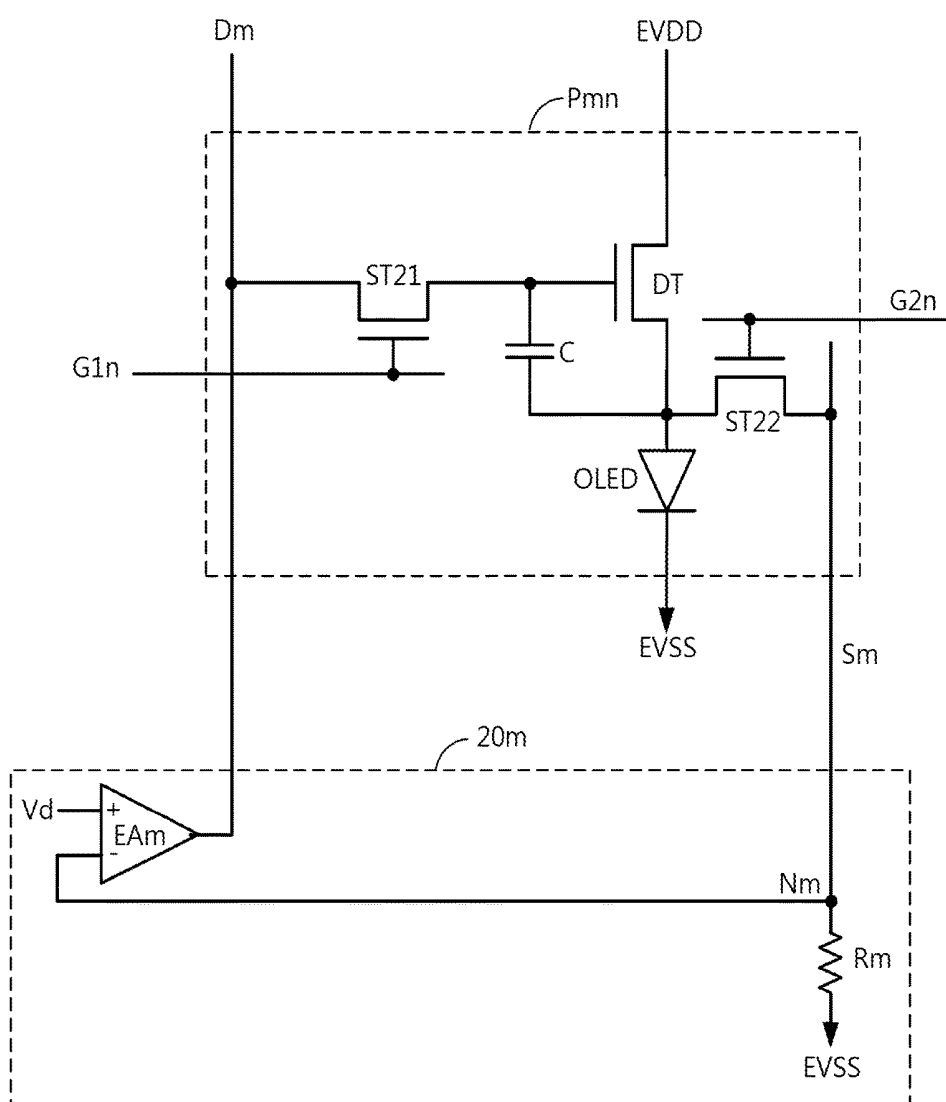 Dm
EVDD
Pmn
ST21
DT
G2n
G1n
C
ST22
OLED
EVSS
Sm
20m
Vd
+
EAm
-
Nm
Rm
EVSS